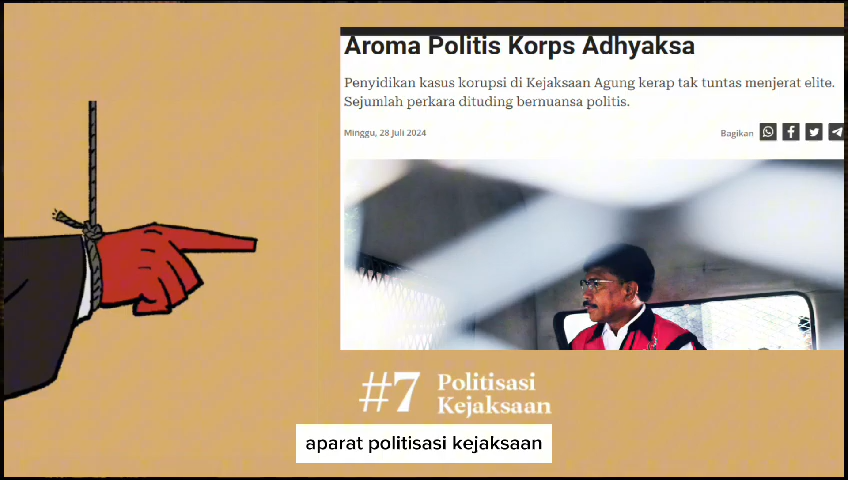 Aroma Politis Korps Adhyaksa
Penyidikan kasus korupsi di Kejaksaan Agung kerap tak tuntas menjerat elite.
Sejumlah perkara dituding bernuansa politis.
Minggu, 28 Juli 2024
Bagikan
#7 Politisasi
Kejaksaan
aparat politisasi kejaksaan